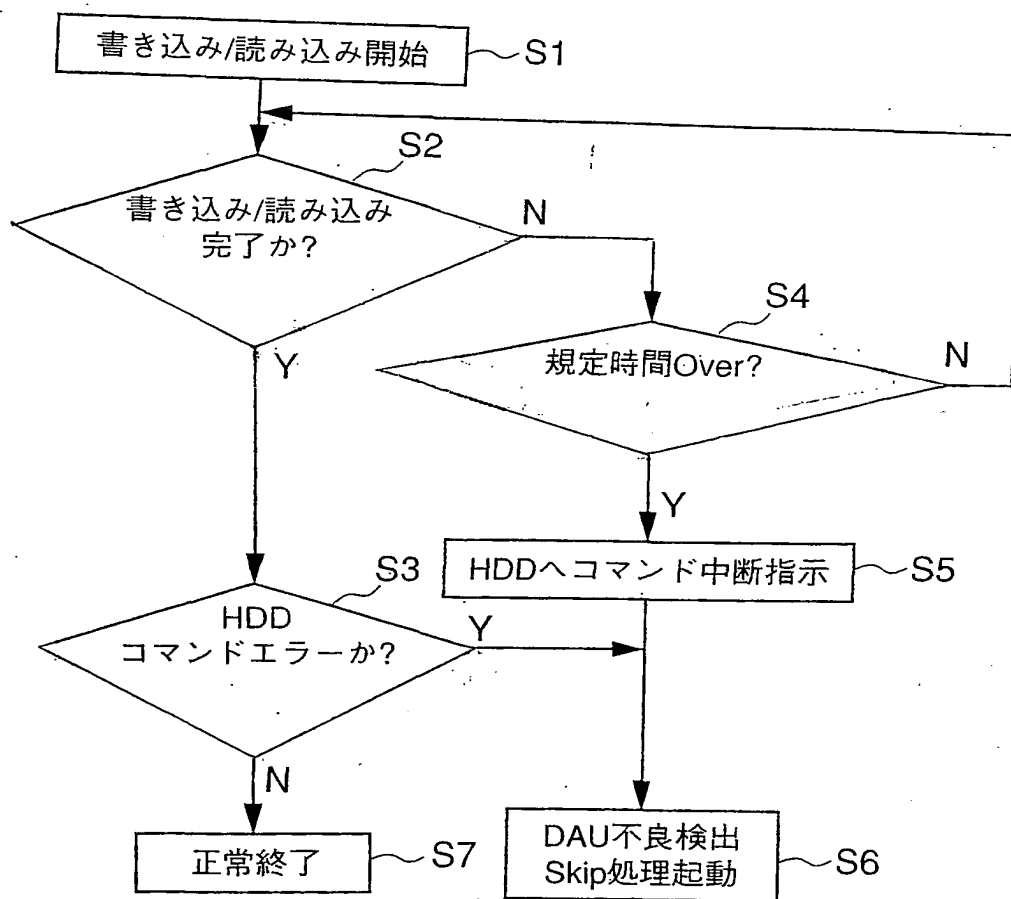 書き込み/読み込み開始
S1
S2
書き込み/読み込み
完了か?
N
Y
S4
規定時間Over?
N
Y
HDDへコマンド中断指示
S5
S3
HDD
コマンドエラーか?
Y
N
正常終了
S7
DAU不良検出
Skip処理起動
S6